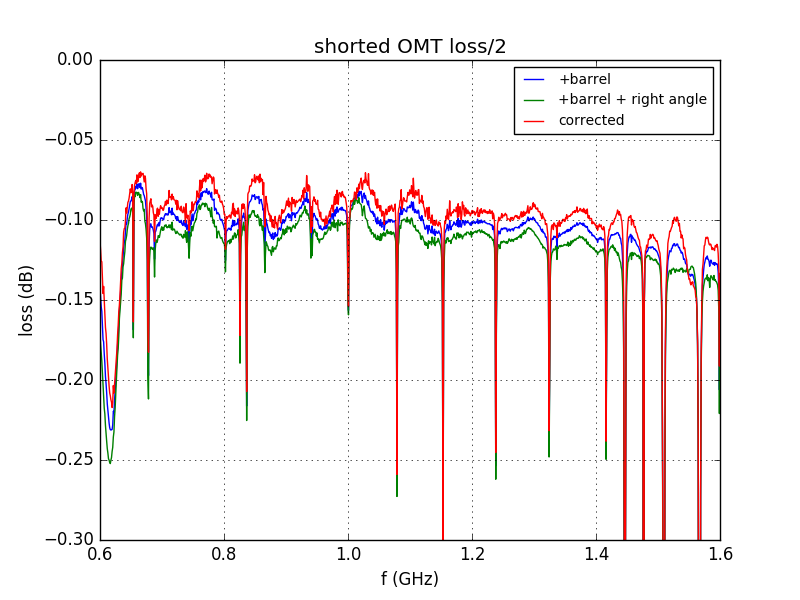 shorted OMT loss/2
+barrel
+barrel + right angle
corrected
0.00
−0.05
−0.10
−0.15
−0.20
−0.25
−0.30
loss (dB)
0.6 0.8 1.0 1.2 1.4 1.6
f (GHz)